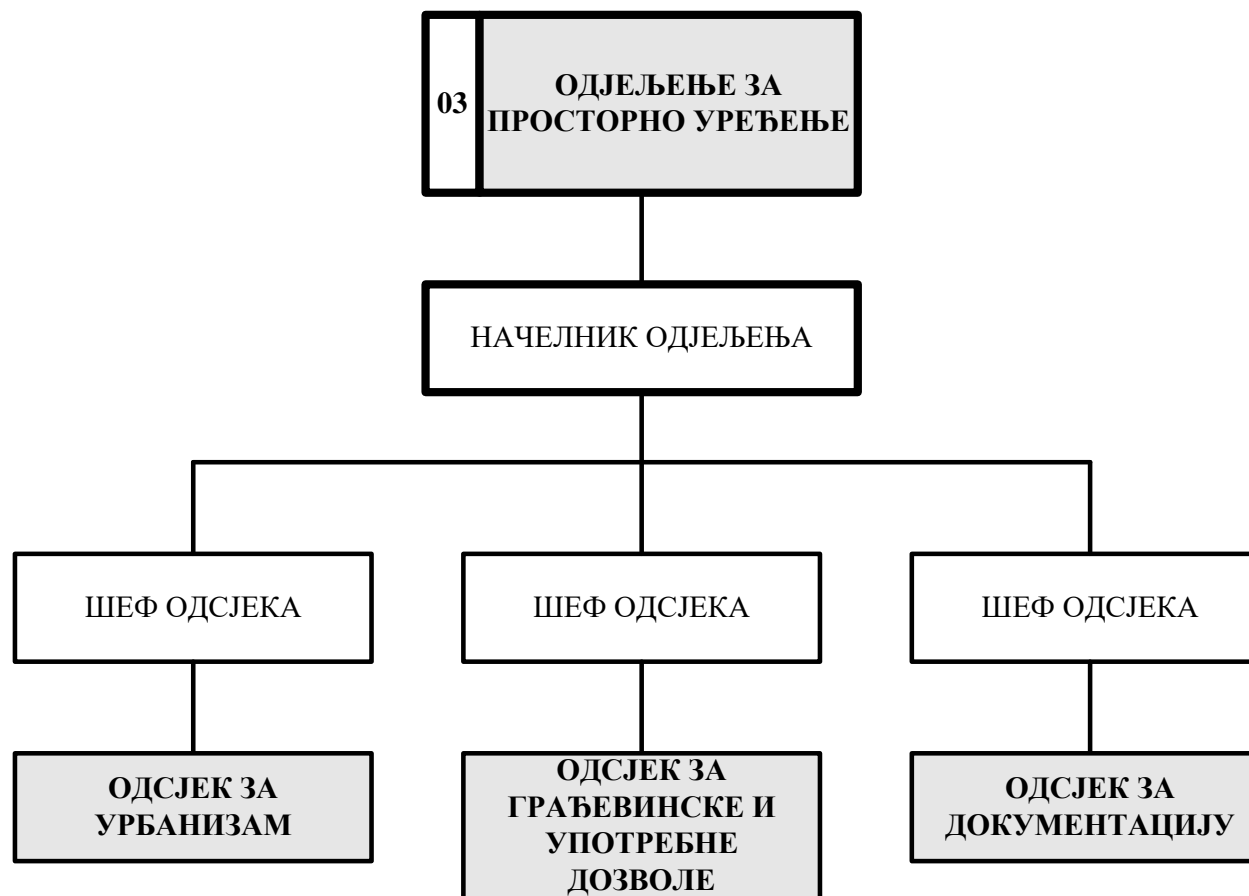 03
ОДЈЕЉЕЊЕ ЗА
ПРОСТОРНО УРЕЂЕЊЕ
НАЧЕЛНИК ОДЈЕЉЕЊА
ШЕФ ОДСЈЕКА
ШЕФ ОДСЈЕКА
ШЕФ ОДСЈЕКА
ОДСЈЕК ЗА
УРБАНИЗАМ
ОДСЈЕК ЗА
ГРАЂЕВИНСКЕ И
УПОТРЕБНЕ
ДОЗВОЛЕ
ОДСЈЕК ЗА
ДОКУМЕНТАЦИЈУ